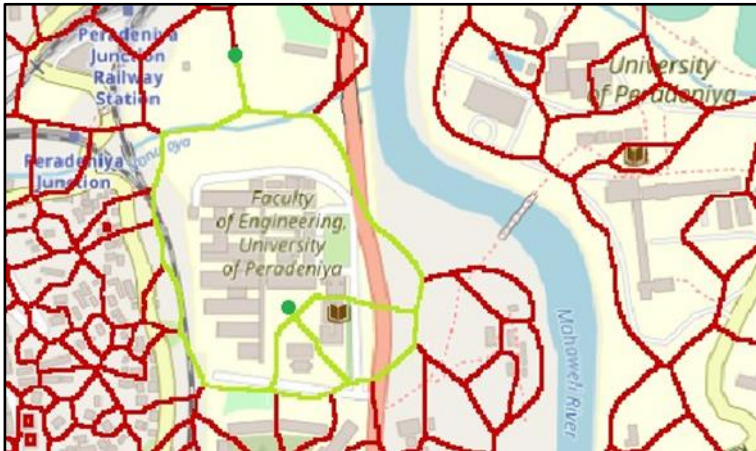 Peradeniya
Junction
Railway
Station
University
of Peradeniya
Peradeniya
Junction
Faculty
of Engineering,
University
of Peradeniya
Mahaweli River